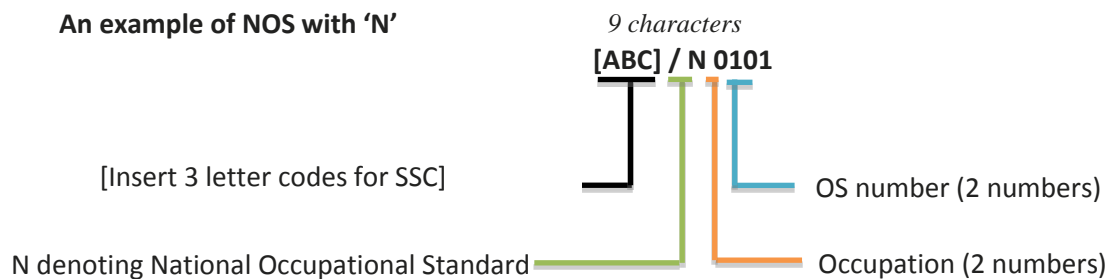 An example of NOS with ‘N’
9 characters
[ABC] / N 0101
[Insert 3 letter codes for SSC]
OS number (2 numbers)
N denoting National Occupational Standard
Occupation (2 numbers)